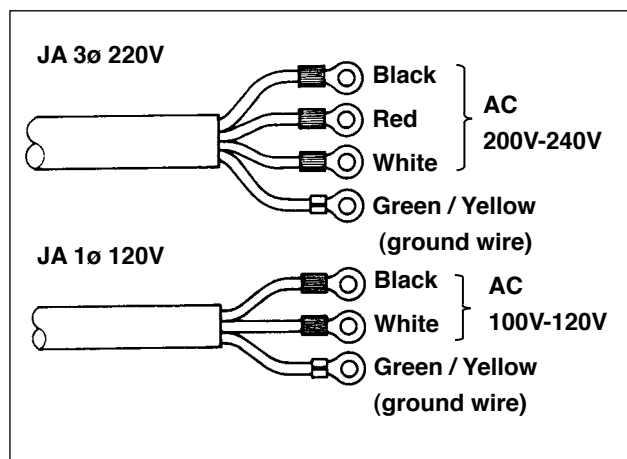 JA 3ø 220V
Black
Red
White
AC
200V-240V
Green / Yellow
(ground wire)
JA 1ø 120V
Black
White
AC
100V-120V
Green / Yellow
(ground wire)